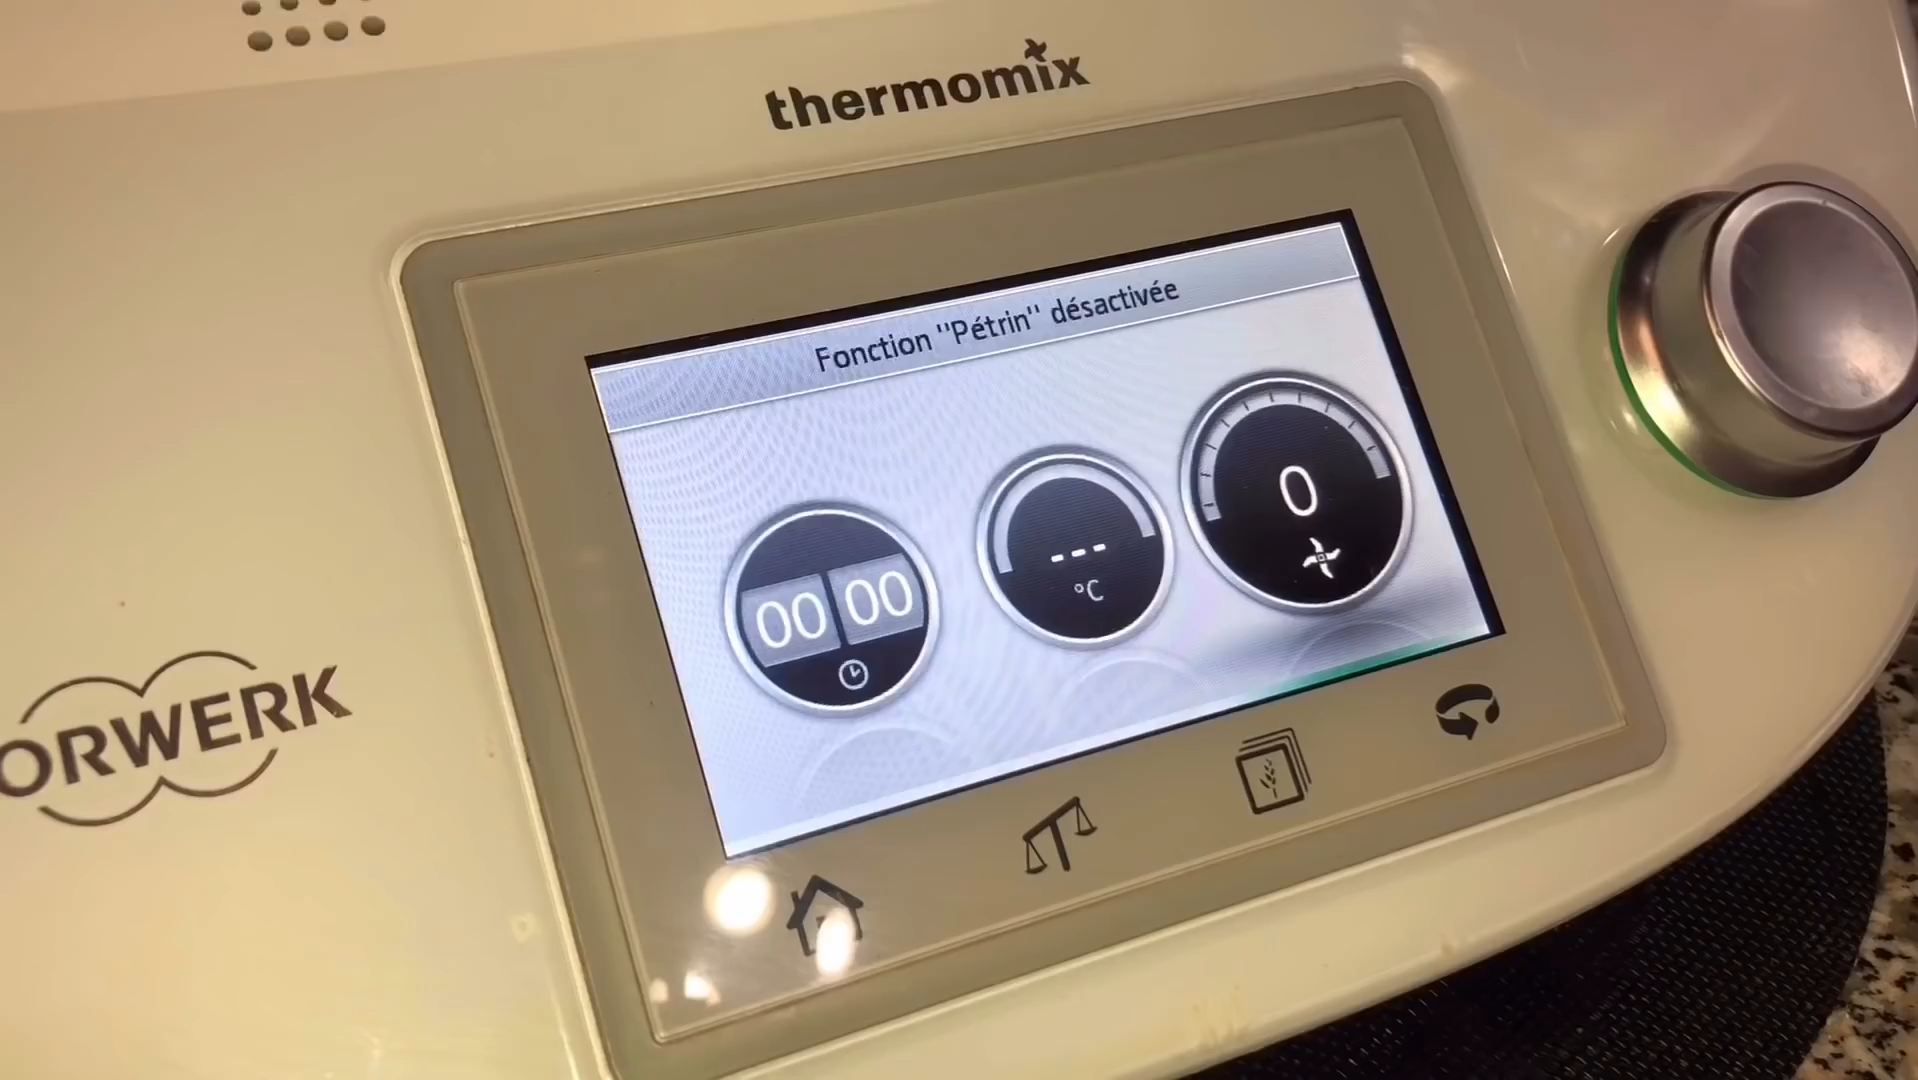 thermomix
Fonction "Pétrin" désactivée
00 00
---
°C
0
ORWERK